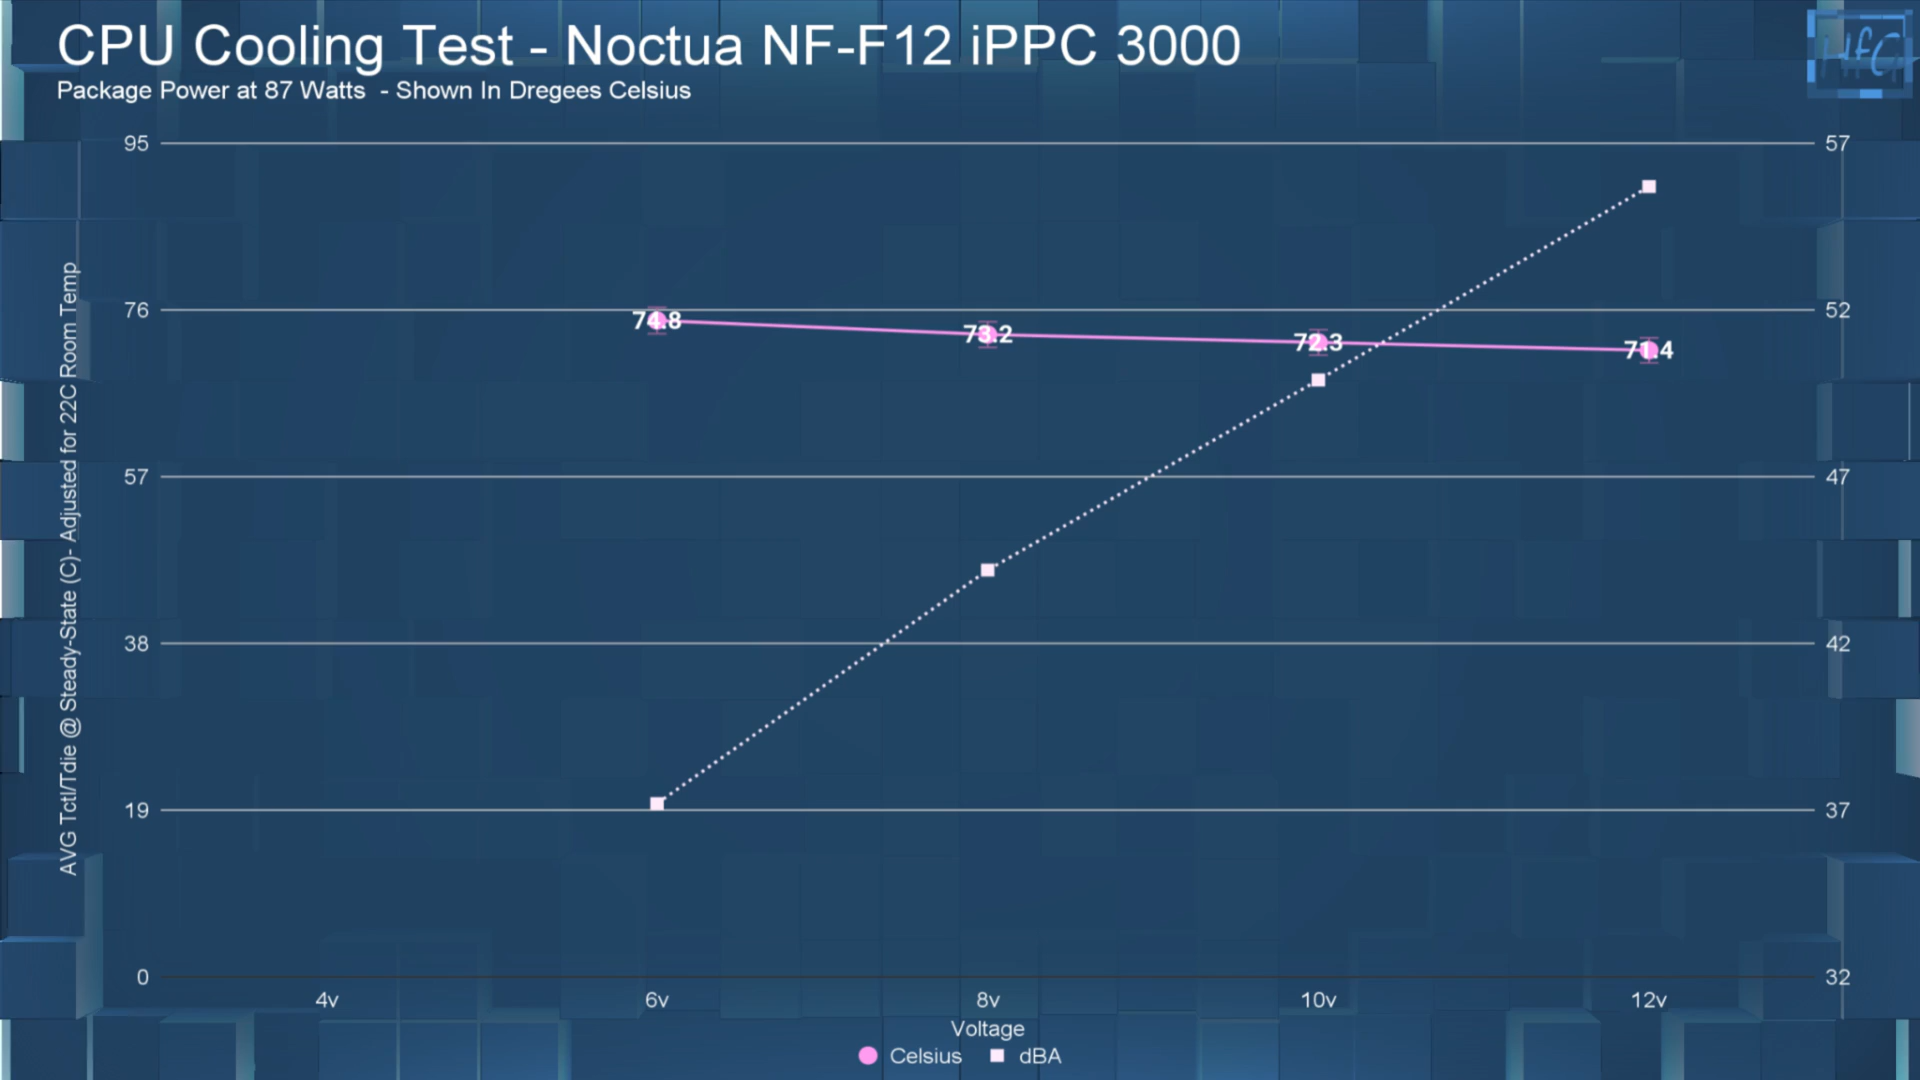 CPU Cooling Test - Noctua NF-F12 iPPC 3000
Package Power at 87 Watts  - Shown In Dregees Celsius
HfG
95
57
76
52
57
47
38
42
19
37
0
32
AVG Tctl/Tdie @ Steady-State (C)- Adjusted for 22C Room Temp
74.8
73.2
72.3
71.4
4v
6v
8v
10v
12v
Voltage
Celsius
dBA